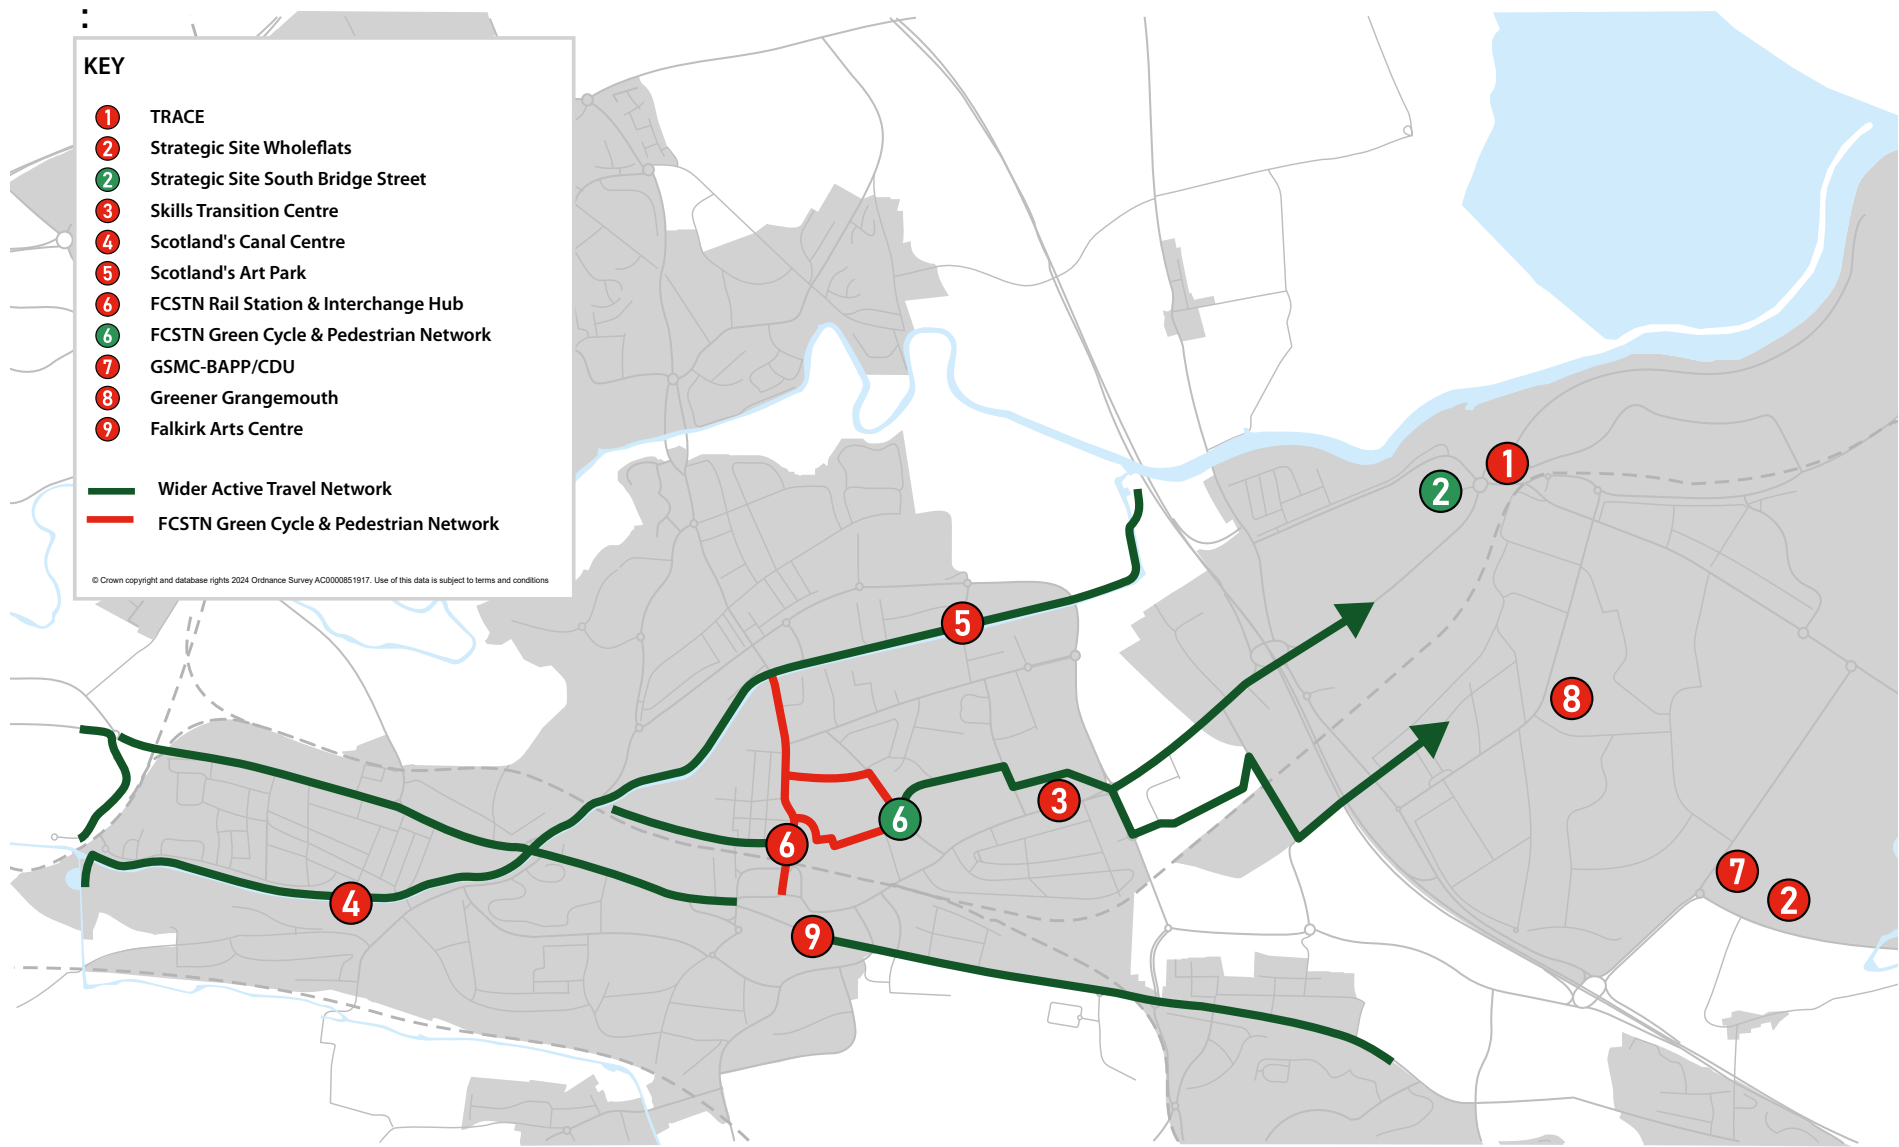 :
KEY
1 TRACE
2 Strategic Site Wholeflats
2 Strategic Site South Bridge Street
3 Skills Transition Centre
4 Scotland's Canal Centre
5 Scotland's Art Park
6 FCSTN Rail Station & Interchange Hub
6 FCSTN Green Cycle & Pedestrian Network
7 GSMC-BAPP/CDU
8 Greener Grangemouth
9 Falkirk Arts Centre
Wider Active Travel Network
FCSTN Green Cycle & Pedestrian Network
© Crown copyright and database rights 2024 Ordnance Survey AC0000851917. Use of this data is subject to terms and conditions
1
2
5
8
3
6
6
7
2
4
9